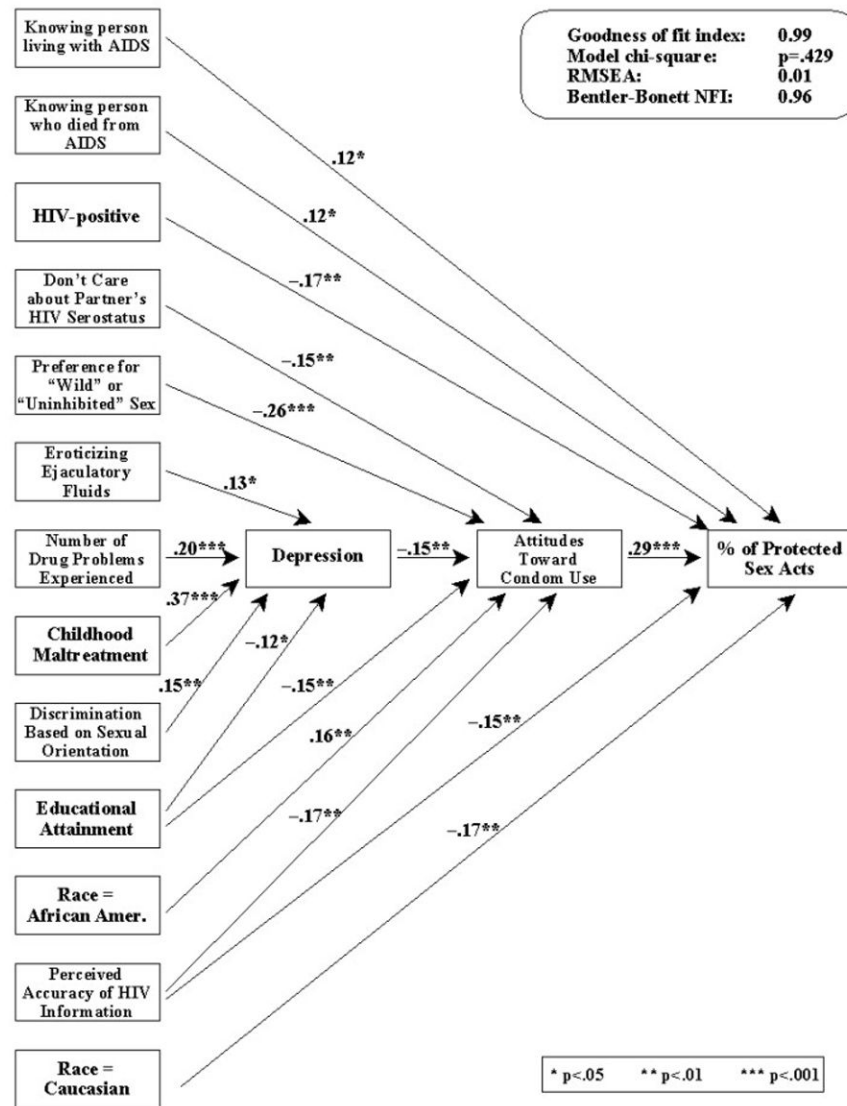 Knowing person
living with AIDS
Goodness of fit index: 0.99
Model chi-square: p=.429
RMSEA: 0.01
Bentler-Bonett NFI: 0.96
Knowing person
who died from
AIDS
.12*
.12*
HIV-positive
–.17**
Don't Care
about Partner's
HIV Serostatus
–.15**
Preference for
“Wild” or
“Uninhibited” Sex
–.26***
Eroticizing
Ejaculatory
Fluids
.13*
Number of
Drug Problems
Experienced
.20***
Depression
–.15**
Attitudes
Toward
Condom Use
.29***
% of Protected
Sex Acts
.37***
Childhood
Maltreatment
–.12*
.15**
–.15**
Discrimination
Based on Sexual
Orientation
.16**
–.15**
Educational
Attainment
–.17**
–.17**
Race =
African Amer.
Perceived
Accuracy of HIV
Information
Race =
Caucasian
* p<.05 ** p<.01 *** p<.001